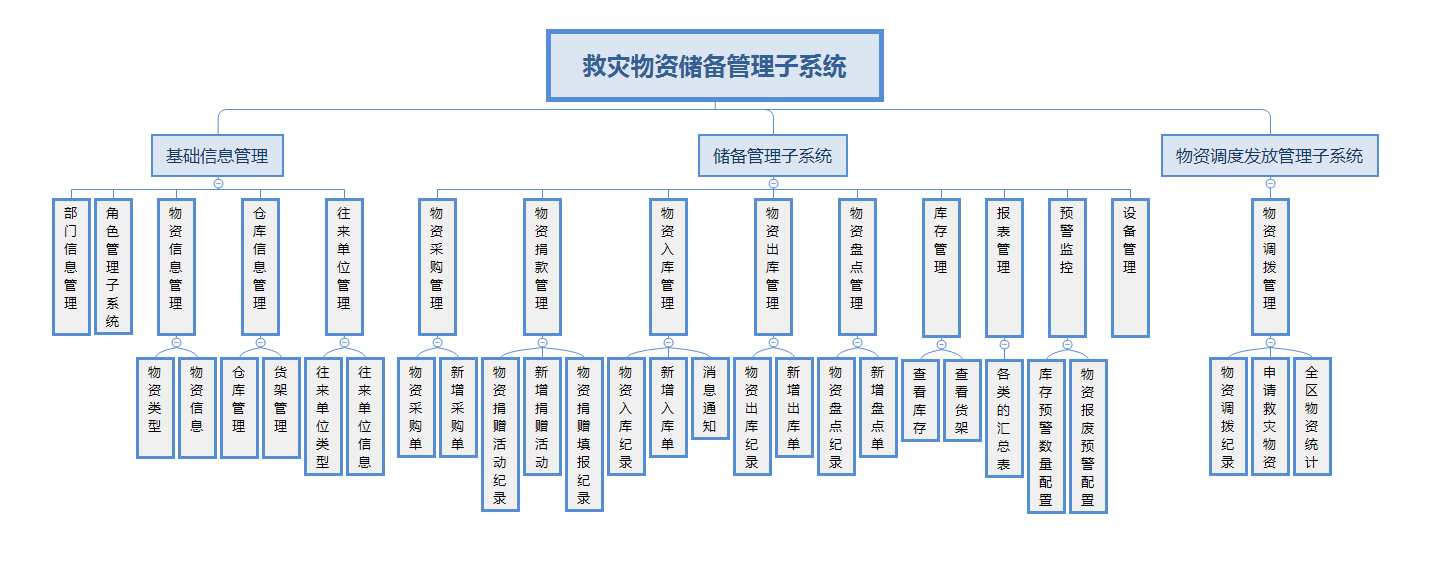 救灾物资储备管理子系统
基础信息管理
储备管理子系统
物资调度发放管理子系统
部门信息管理
角色管理子系统
物资信息管理
仓库信息管理
往来单位管理
物资采购管理
物资捐款管理
物资入库管理
物资出库管理
物资盘点管理
库存管理
报表管理
预警监控
设备管理
物资调拨管理
物资类型
物资信息
仓库管理
货架管理
往来单位类型
往来单位信息
物资采购单
新增采购单
物资捐赠活动纪录
新增捐赠活动
物资捐赠填报纪录
物资入库纪录
新增入库单
消息通知
物资出库纪录
新增出库单
物资盘点纪录
新增盘点单
查看库存
查看货架
各类的汇总表
库存预警数量配置
物资报废预警配置
物资调拨纪录
申请救灾物资
全区物资统计